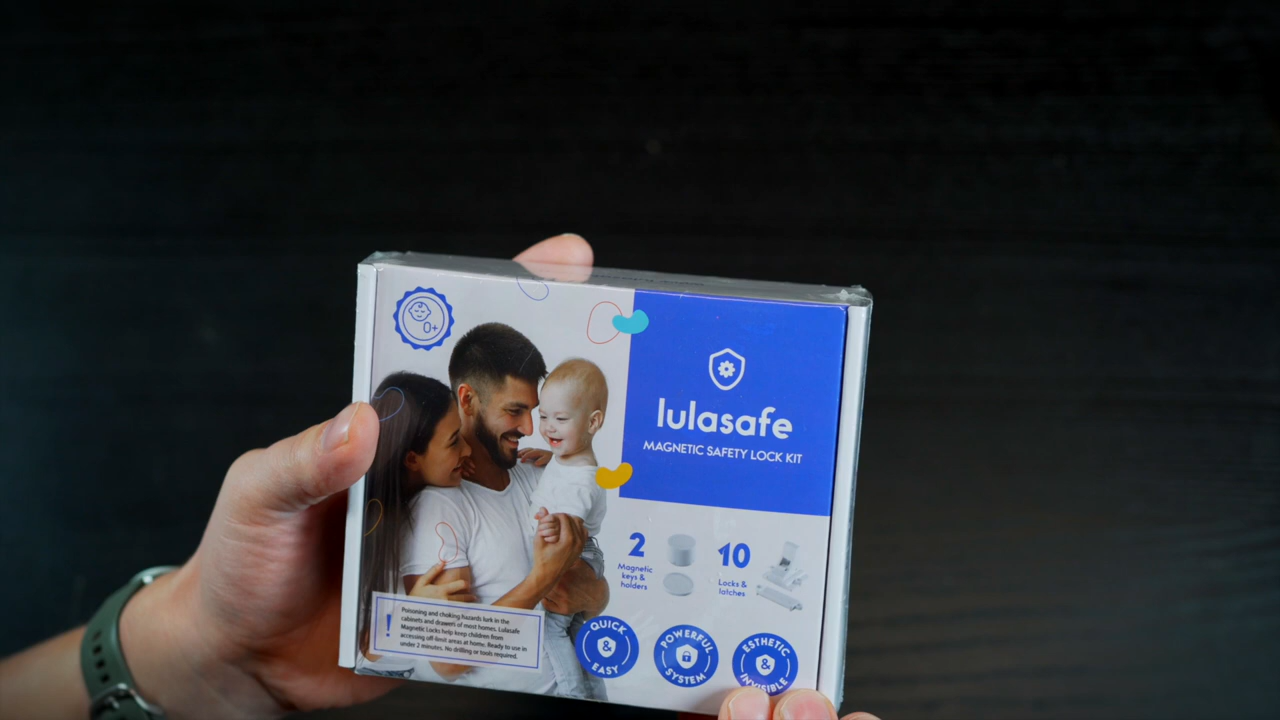 0+
lulasafe
MAGNETIC SAFETY LOCK KIT
2
Magnetic
keys &
holders
10
Locks &
latches
!
Poisoning and choking hazards lurk in the
cabinets and drawers of most homes. Lulasafe
Magnetic Locks help keep children from
accessing off-limit areas at home. Ready to use in
under 2 minutes. No drilling or tools required.
QUICK
&
EASY
POWERFUL
SYSTEM
ESTHETIC
&
INVISIBLE